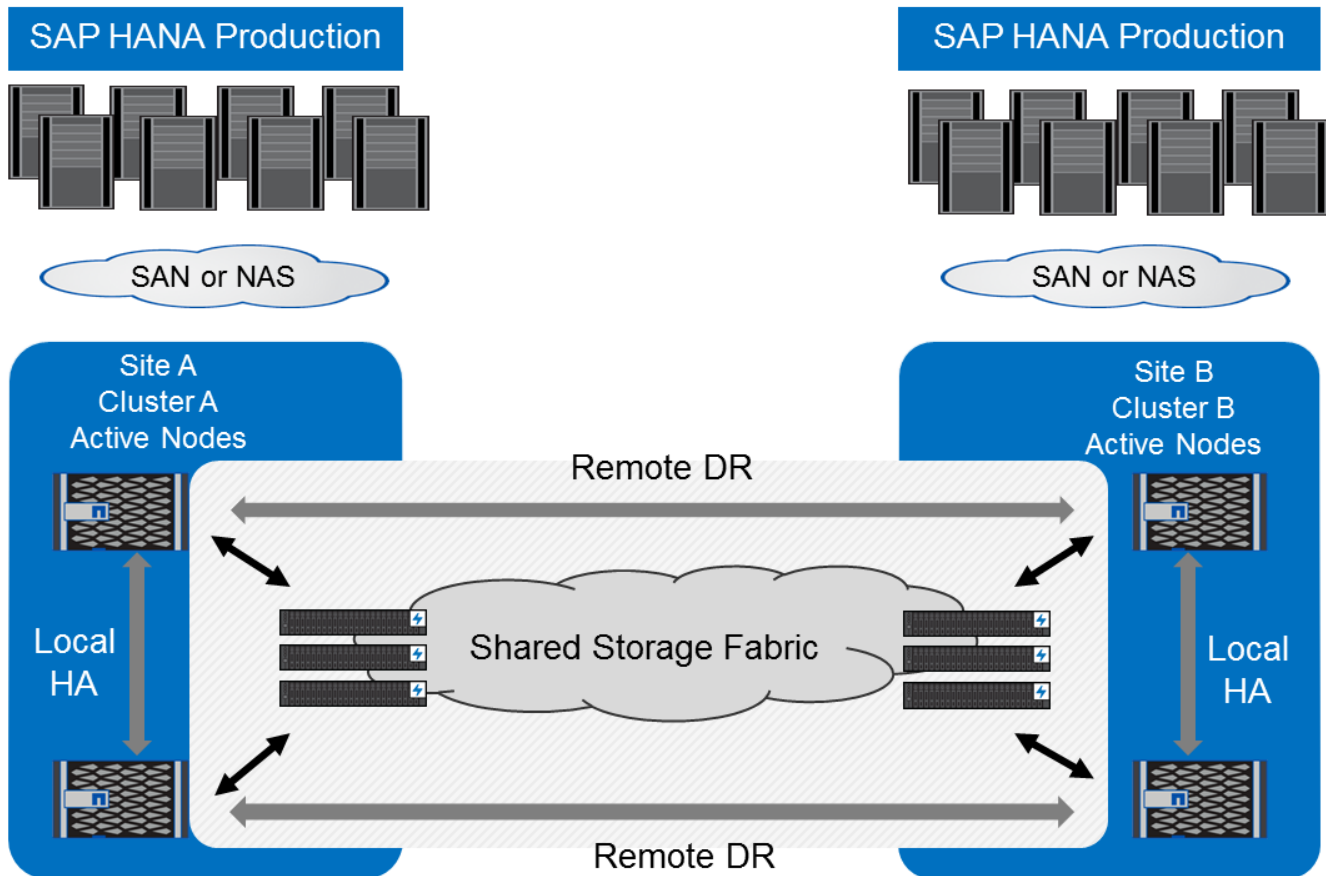 SAP HANA Production
SAP HANA Production
SAN or NAS
SAN or NAS
Site A
Cluster A
Active Nodes
Site B
Cluster B
Active Nodes
Remote DR
Shared Storage Fabric
Local
HA
Local
HA
Remote DR